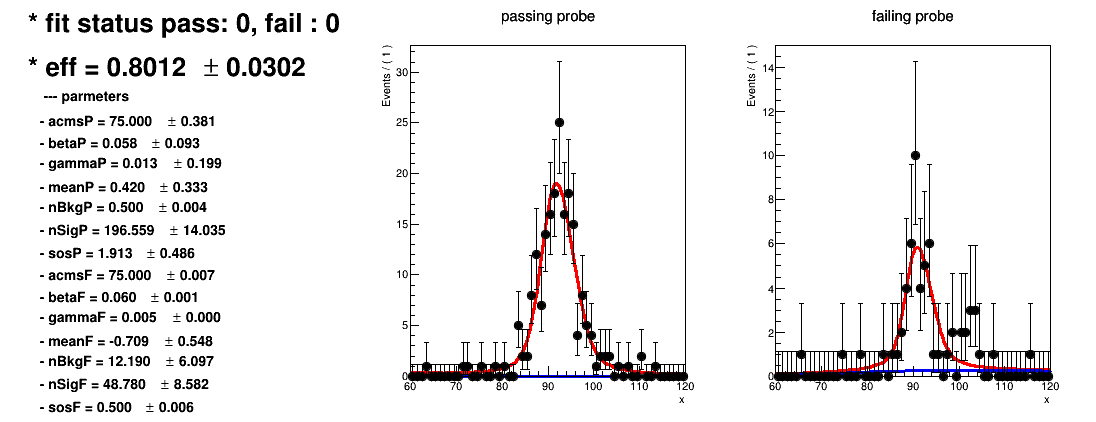 * fit status pass: 0, fail : 0
* eff = 0.8012 ± 0.0302
--- parmeters
- acmsP = 75.000 ± 0.381
- betaP = 0.058 ± 0.093
- gammaP = 0.013 ± 0.199
- meanP = 0.420 ± 0.333
- nBkgP = 0.500 ± 0.004
- nSigP = 196.559 ± 14.035
- sosP = 1.913 ± 0.486
- acmsF = 75.000 ± 0.007
- betaF = 0.060 ± 0.001
- gammaF = 0.005 ± 0.000
- meanF = -0.709 ± 0.548
- nBkgF = 12.190 ± 6.097
- nSigF = 48.780 ± 8.582
- sosF = 0.500 ± 0.006
passing probe
Events / ( 1 )
30
25
20
15
10
5
0
60 70 80 90 100 110 120
x
failing probe
Events / ( 1 )
14
12
10
8
6
4
2
0
60 70 80 90 100 110 120
x